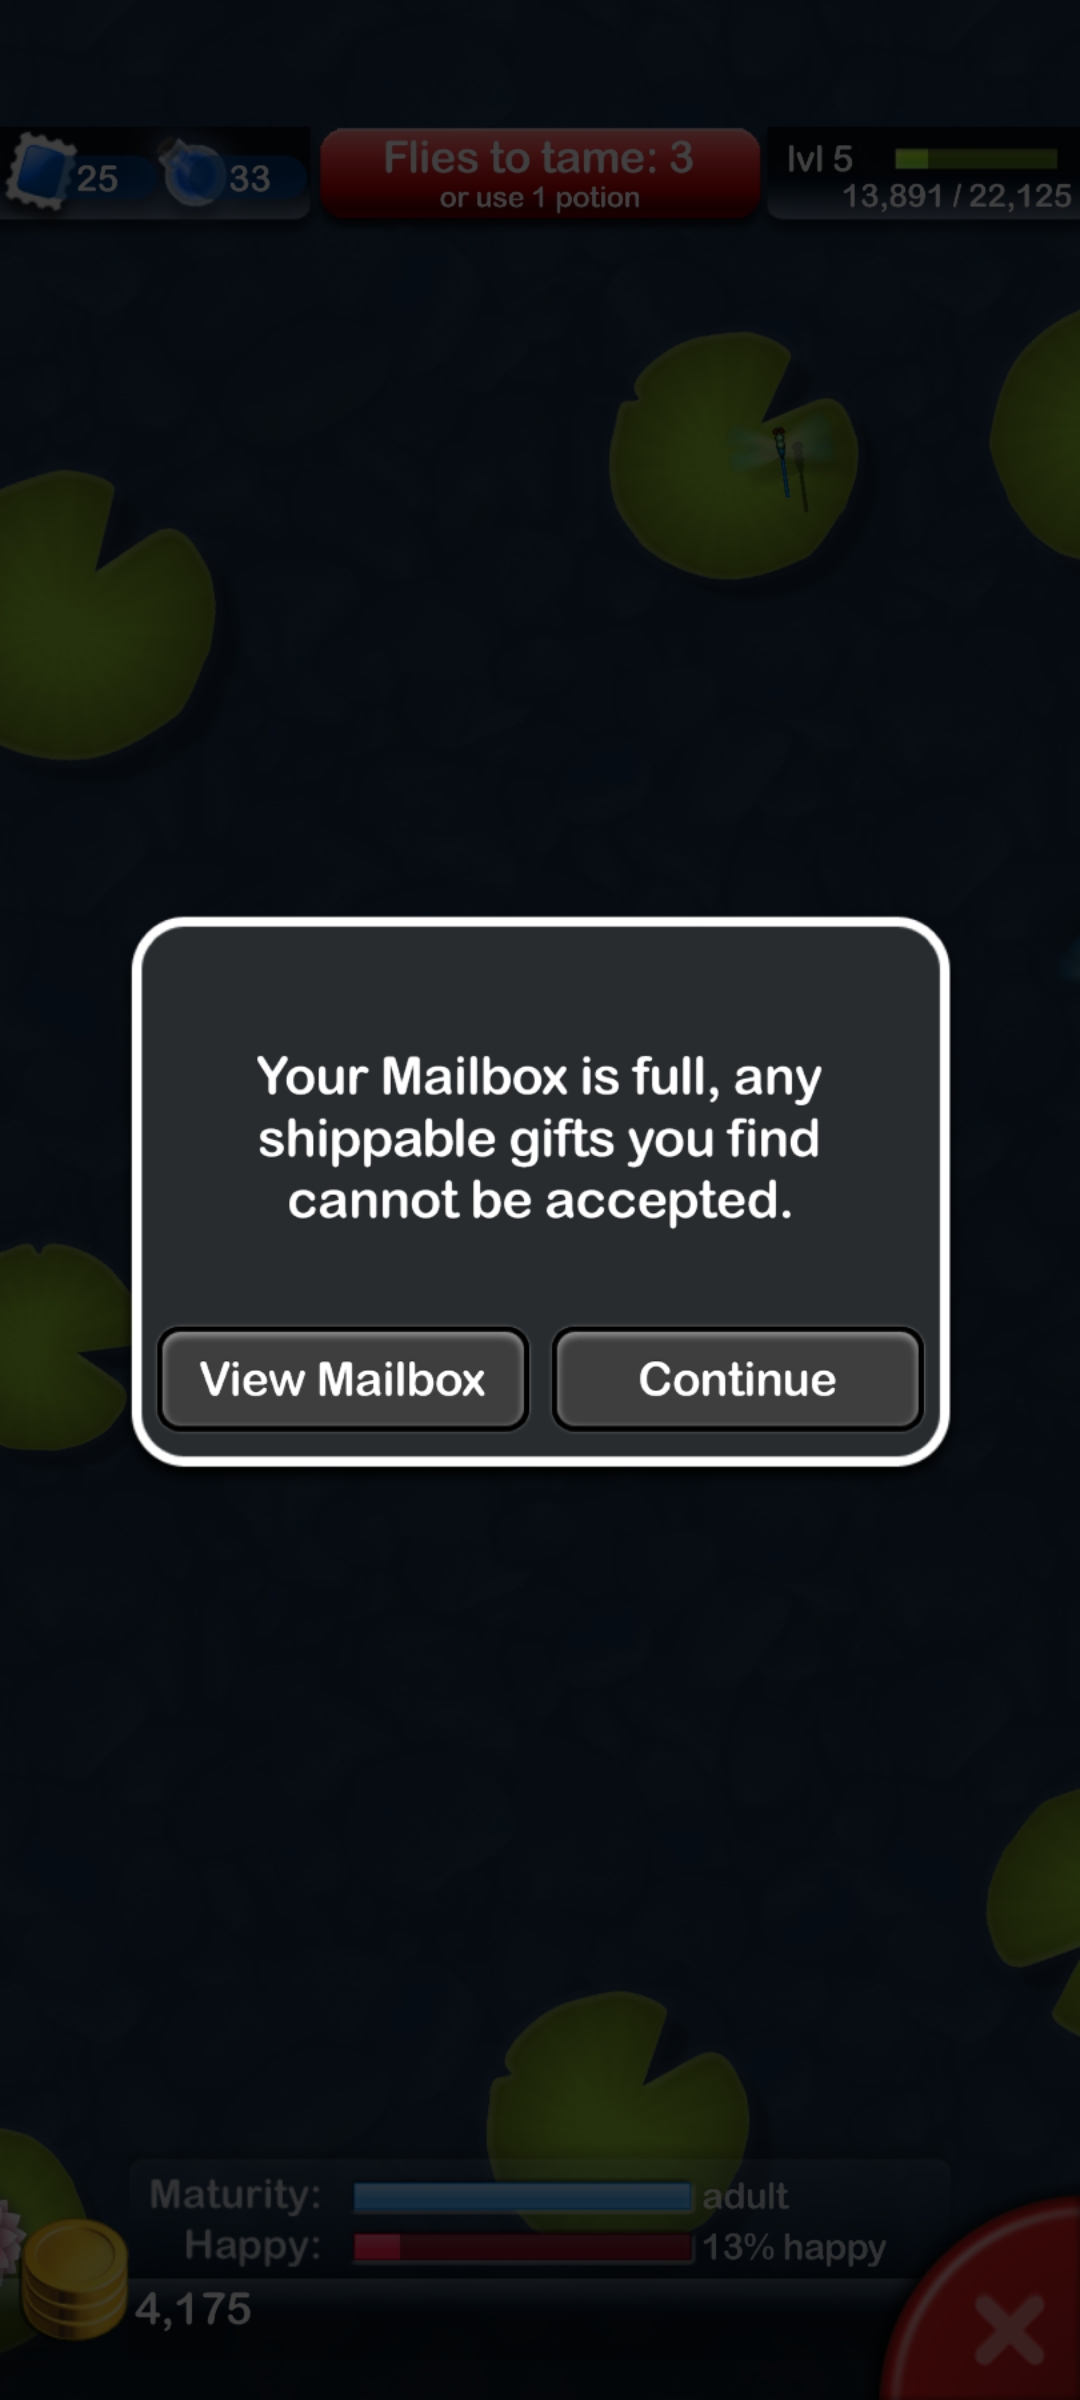 25
33
Flies to tame: 3
or use 1 potion
lvl 5
13,891 / 22,125
Your Mailbox is full, any
shippable gifts you find
cannot be accepted.
View Mailbox
Continue
Maturity:
adult
Happy:
13% happy
4,175